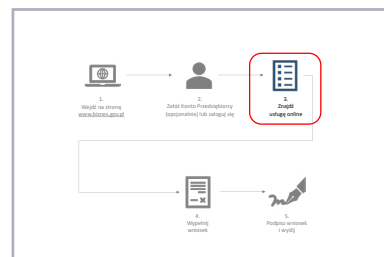 1.
Wejdź na stronę
www.biznes.gov.pl
2.
Załóż Konto Przedsiębiorcy
(opcjonalnie) lub zaloguj się
3.
Znajdź
usługę online
4.
Wypełnij
wniosek
5.
Podpisz wniosek
i wyślij